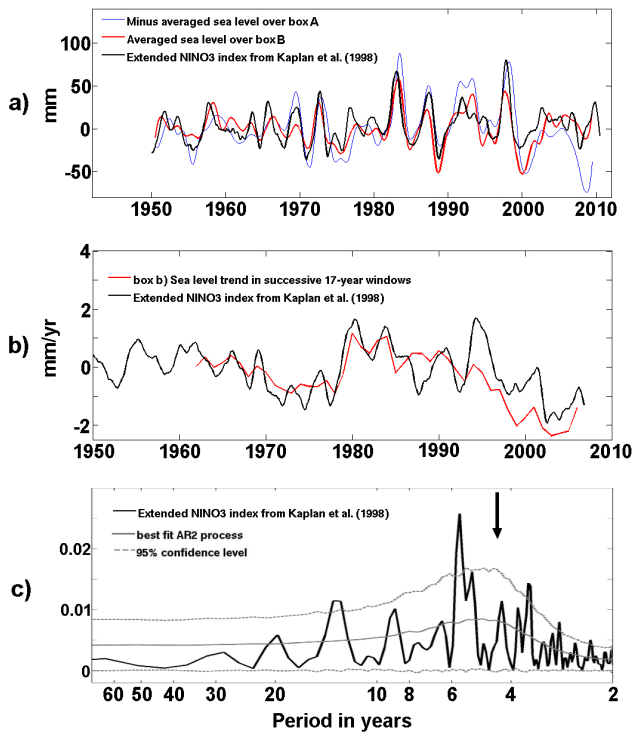 a)
Minus averaged sea level over box A
Averaged sea level over box B
Extended NINO3 index from Kaplan et al. (1998)
100
50
0
-50
mm
1950 1960 1970 1980 1990 2000 2010
b)
box b) Sea level trend in successive 17-year windows
Extended NINO3 index from Kaplan et al. (1998)
4
2
0
-2
mm/yr
1950 1960 1970 1980 1990 2000 2010
c)
Extended NINO3 index from Kaplan et al. (1998)
best fit AR2 process
95% confidence level
0.02
0.01
0
60 50 40 30 20 10 8 6 4 2
Period in years